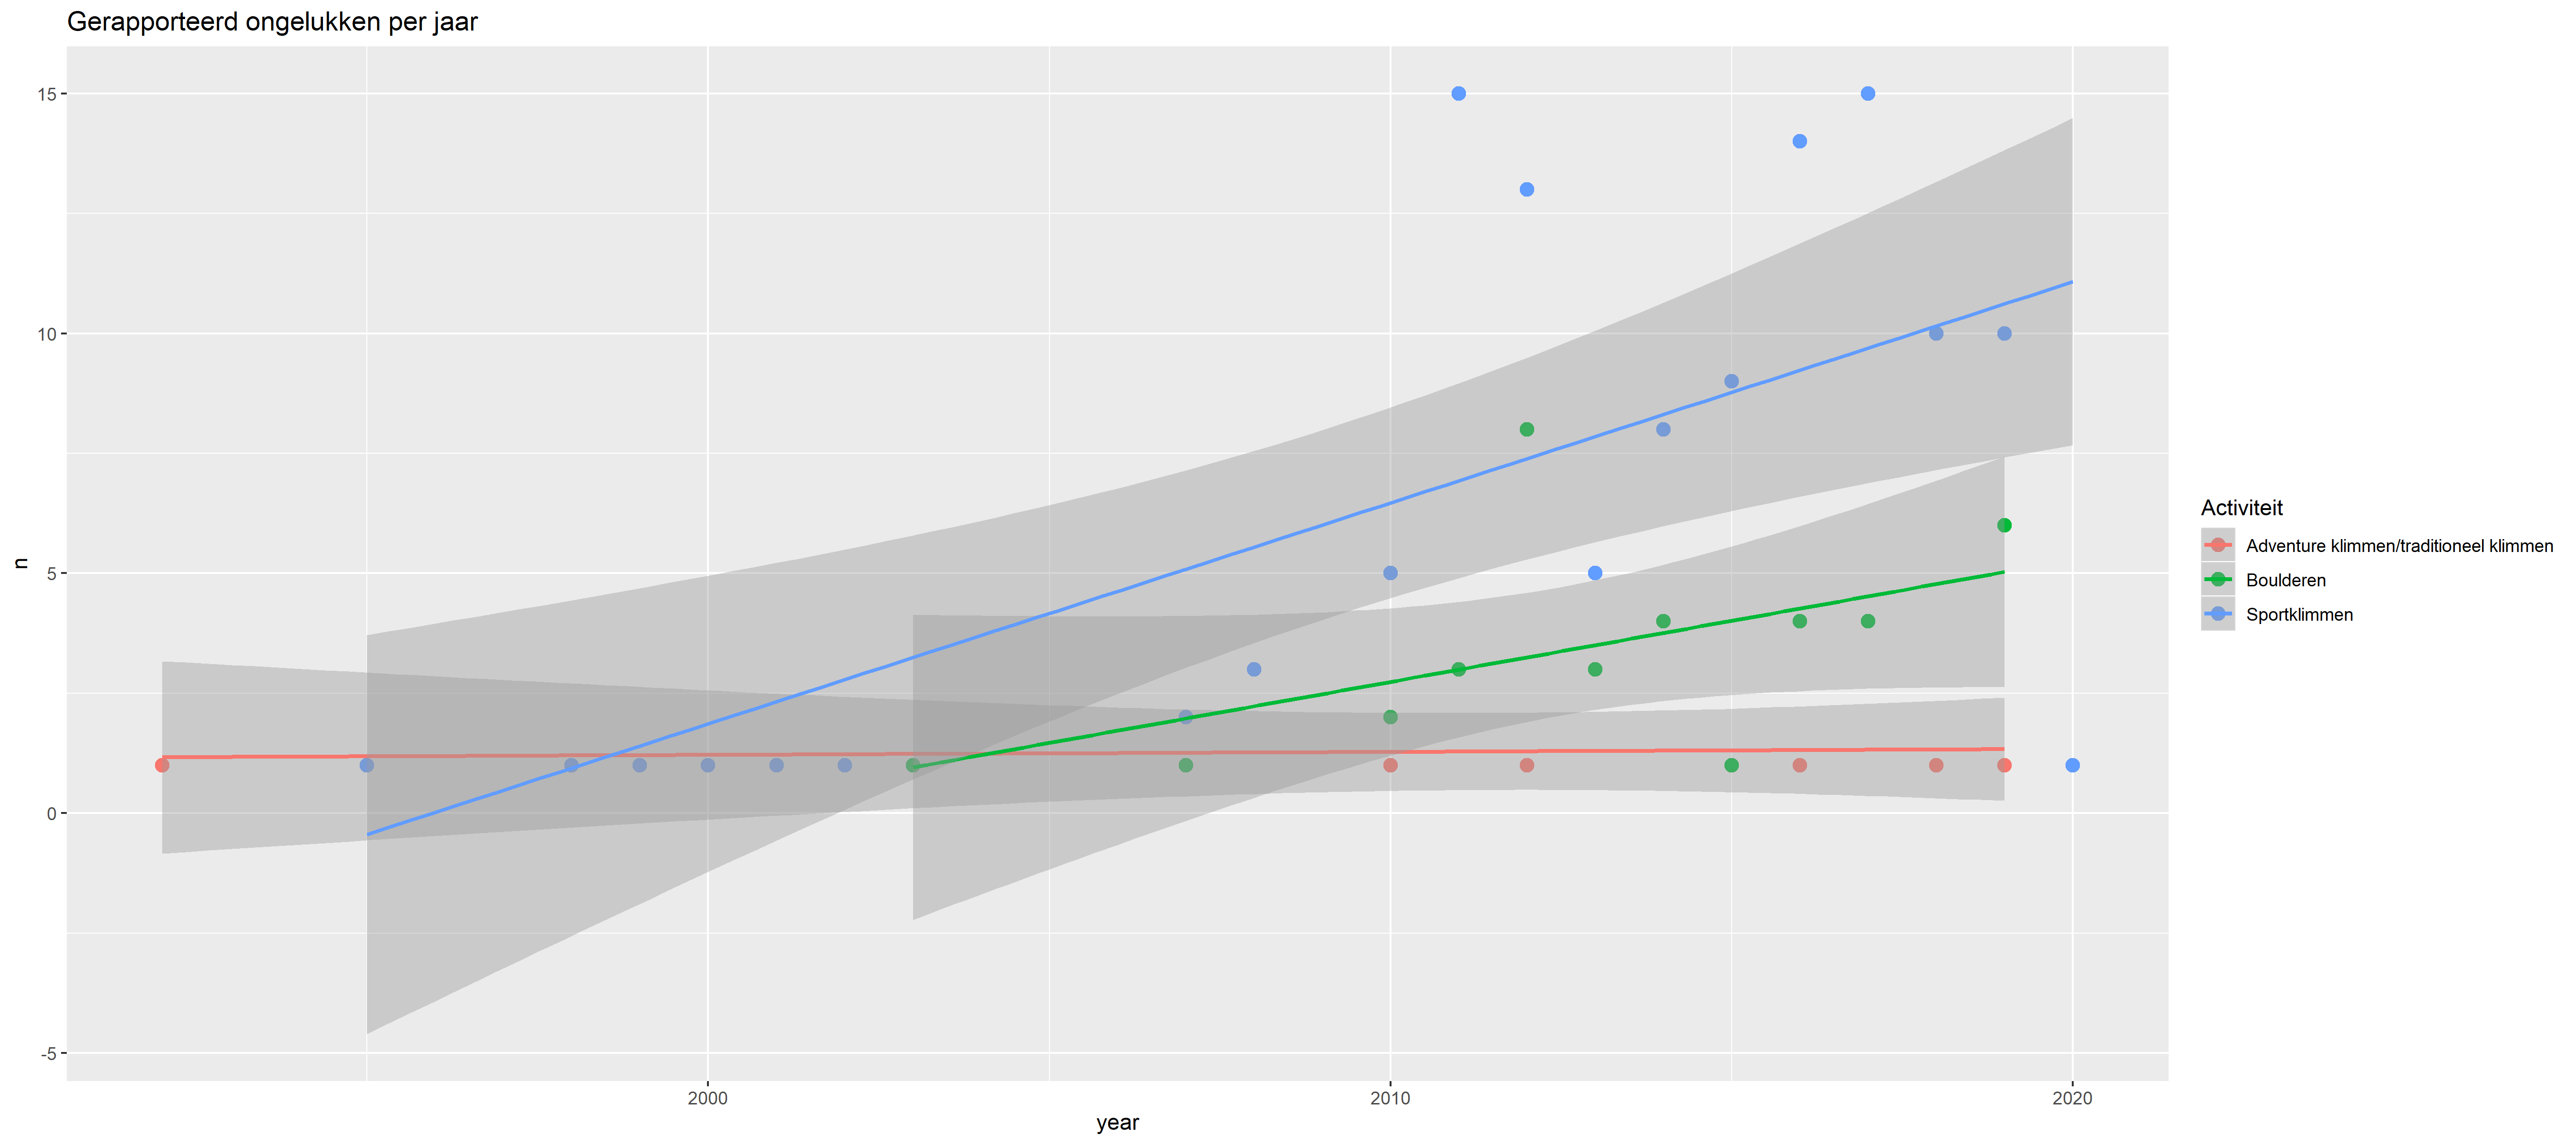 Gerapporteerd ongelukken per jaar
15
10
5
0
-5
n
2000
2010
2020
year
Activiteit
Adventure klimmen/traditioneel klimmen
Boulderen
Sportklimmen